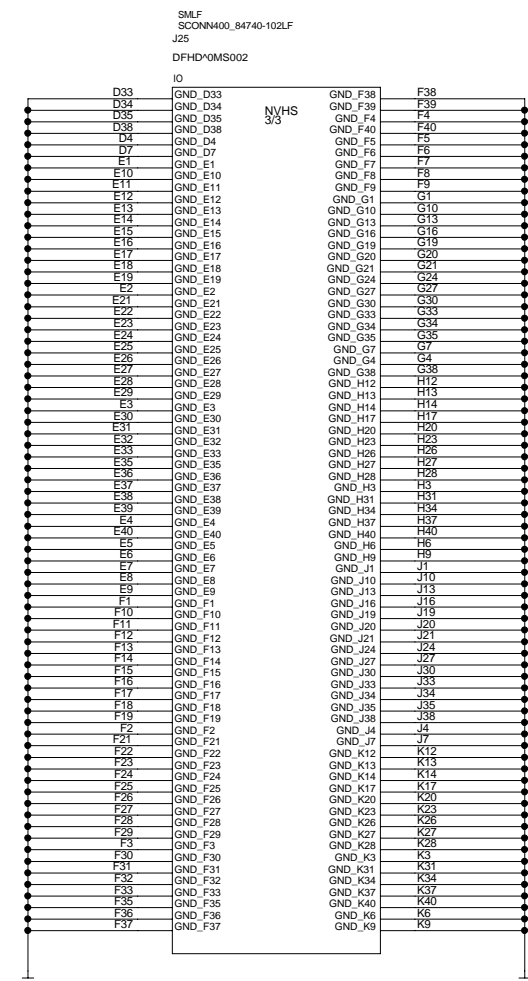 SMLF
SCONN400_84740-102LF
J25
DFHD^0MS002
IO
NVHS
3/3
D33 GND_D33 GND_F38 F38
D34 GND_D34 GND_F39 F39
D35 GND_D35 GND_F4 F4
D38 GND_D38 GND_F40 F40
D4 GND_D4 GND_F5 F5
D7 GND_D7 GND_F6 F6
E1 GND_E1 GND_F7 F7
E10 GND_E10 GND_F8 F8
E11 GND_E11 GND_F9 F9
E12 GND_E12 GND_G1 G1
E13 GND_E13 GND_G10 G10
E14 GND_E14 GND_G13 G13
E15 GND_E15 GND_G16 G16
E16 GND_E16 GND_G19 G19
E17 GND_E17 GND_G20 G20
E18 GND_E18 GND_G21 G21
E19 GND_E19 GND_G24 G24
E2 GND_E2 GND_G27 G27
E21 GND_E21 GND_G30 G30
E22 GND_E22 GND_G33 G33
E23 GND_E23 GND_G34 G34
E24 GND_E24 GND_G35 G35
E25 GND_E25 GND_G7 G7
E26 GND_E26 GND_G4 G4
E27 GND_E27 GND_G38 G38
E28 GND_E28 GND_H12 H12
E29 GND_E29 GND_H13 H13
E3 GND_E3 GND_H14 H14
E30 GND_E30 GND_H17 H17
E31 GND_E31 GND_H20 H20
E32 GND_E32 GND_H23 H23
E33 GND_E33 GND_H26 H26
E35 GND_E35 GND_H27 H27
E36 GND_E36 GND_H28 H28
E37 GND_E37 GND_H3 H3
E38 GND_E38 GND_H31 H31
E39 GND_E39 GND_H34 H34
E4 GND_E4 GND_H37 H37
E40 GND_E40 GND_H40 H40
E5 GND_E5 GND_H6 H6
E6 GND_E6 GND_H9 H9
E7 GND_E7 GND_J1 J1
E8 GND_E8 GND_J10 J10
E9 GND_E9 GND_J13 J13
F1 GND_F1 GND_J16 J16
F10 GND_F10 GND_J19 J19
F11 GND_F11 GND_J20 J20
F12 GND_F12 GND_J21 J21
F13 GND_F13 GND_J24 J24
F14 GND_F14 GND_J27 J27
F15 GND_F15 GND_J30 J30
F16 GND_F16 GND_J33 J33
F17 GND_F17 GND_J34 J34
F18 GND_F18 GND_J35 J35
F19 GND_F19 GND_J38 J38
F2 GND_F2 GND_J4 J4
F21 GND_F21 GND_J7 J7
F22 GND_F22 GND_K12 K12
F23 GND_F23 GND_K13 K13
F24 GND_F24 GND_K14 K14
F25 GND_F25 GND_K17 K17
F26 GND_F26 GND_K20 K20
F27 GND_F27 GND_K23 K23
F28 GND_F28 GND_K26 K26
F29 GND_F29 GND_K27 K27
F3 GND_F3 GND_K28 K28
F30 GND_F30 GND_K3 K3
F31 GND_F31 GND_K31 K31
F32 GND_F32 GND_K34 K34
F33 GND_F33 GND_K37 K37
F35 GND_F35 GND_K40 K40
F36 GND_F36 GND_K6 K6
F37 GND_F37 GND_K9 K9